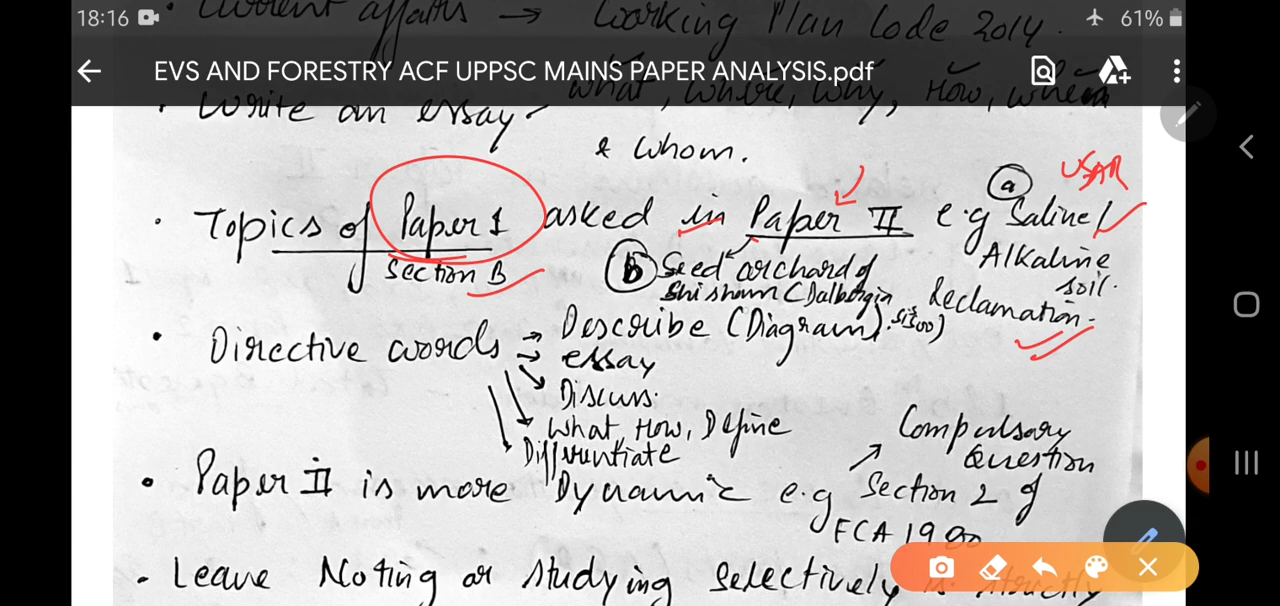 18:16 61%
• Current affairs → Working Plan Code 2014.
EVS AND FORESTRY ACF UPPSC MAINS PAPER ANALYSIS.pdf
• Write an essay - what, where, Why, How, when
& Whom.
USAR
• Topics of Paper 1 asked in Paper II e.g (a) Saline/
Alkaline
soil.
Reclamation.
Section B
(b) Seed orchard of
Shisham (Dalbergia
sissoo)
• Directive words → Describe (Diagram).
→ essay
Discuss.
What, How, Define
Differentiate
Compulsory
Question
• Paper II is more Dynamic e.g Section 2 of
FCA 1980
• Leave Noting or studying selectively is strictly